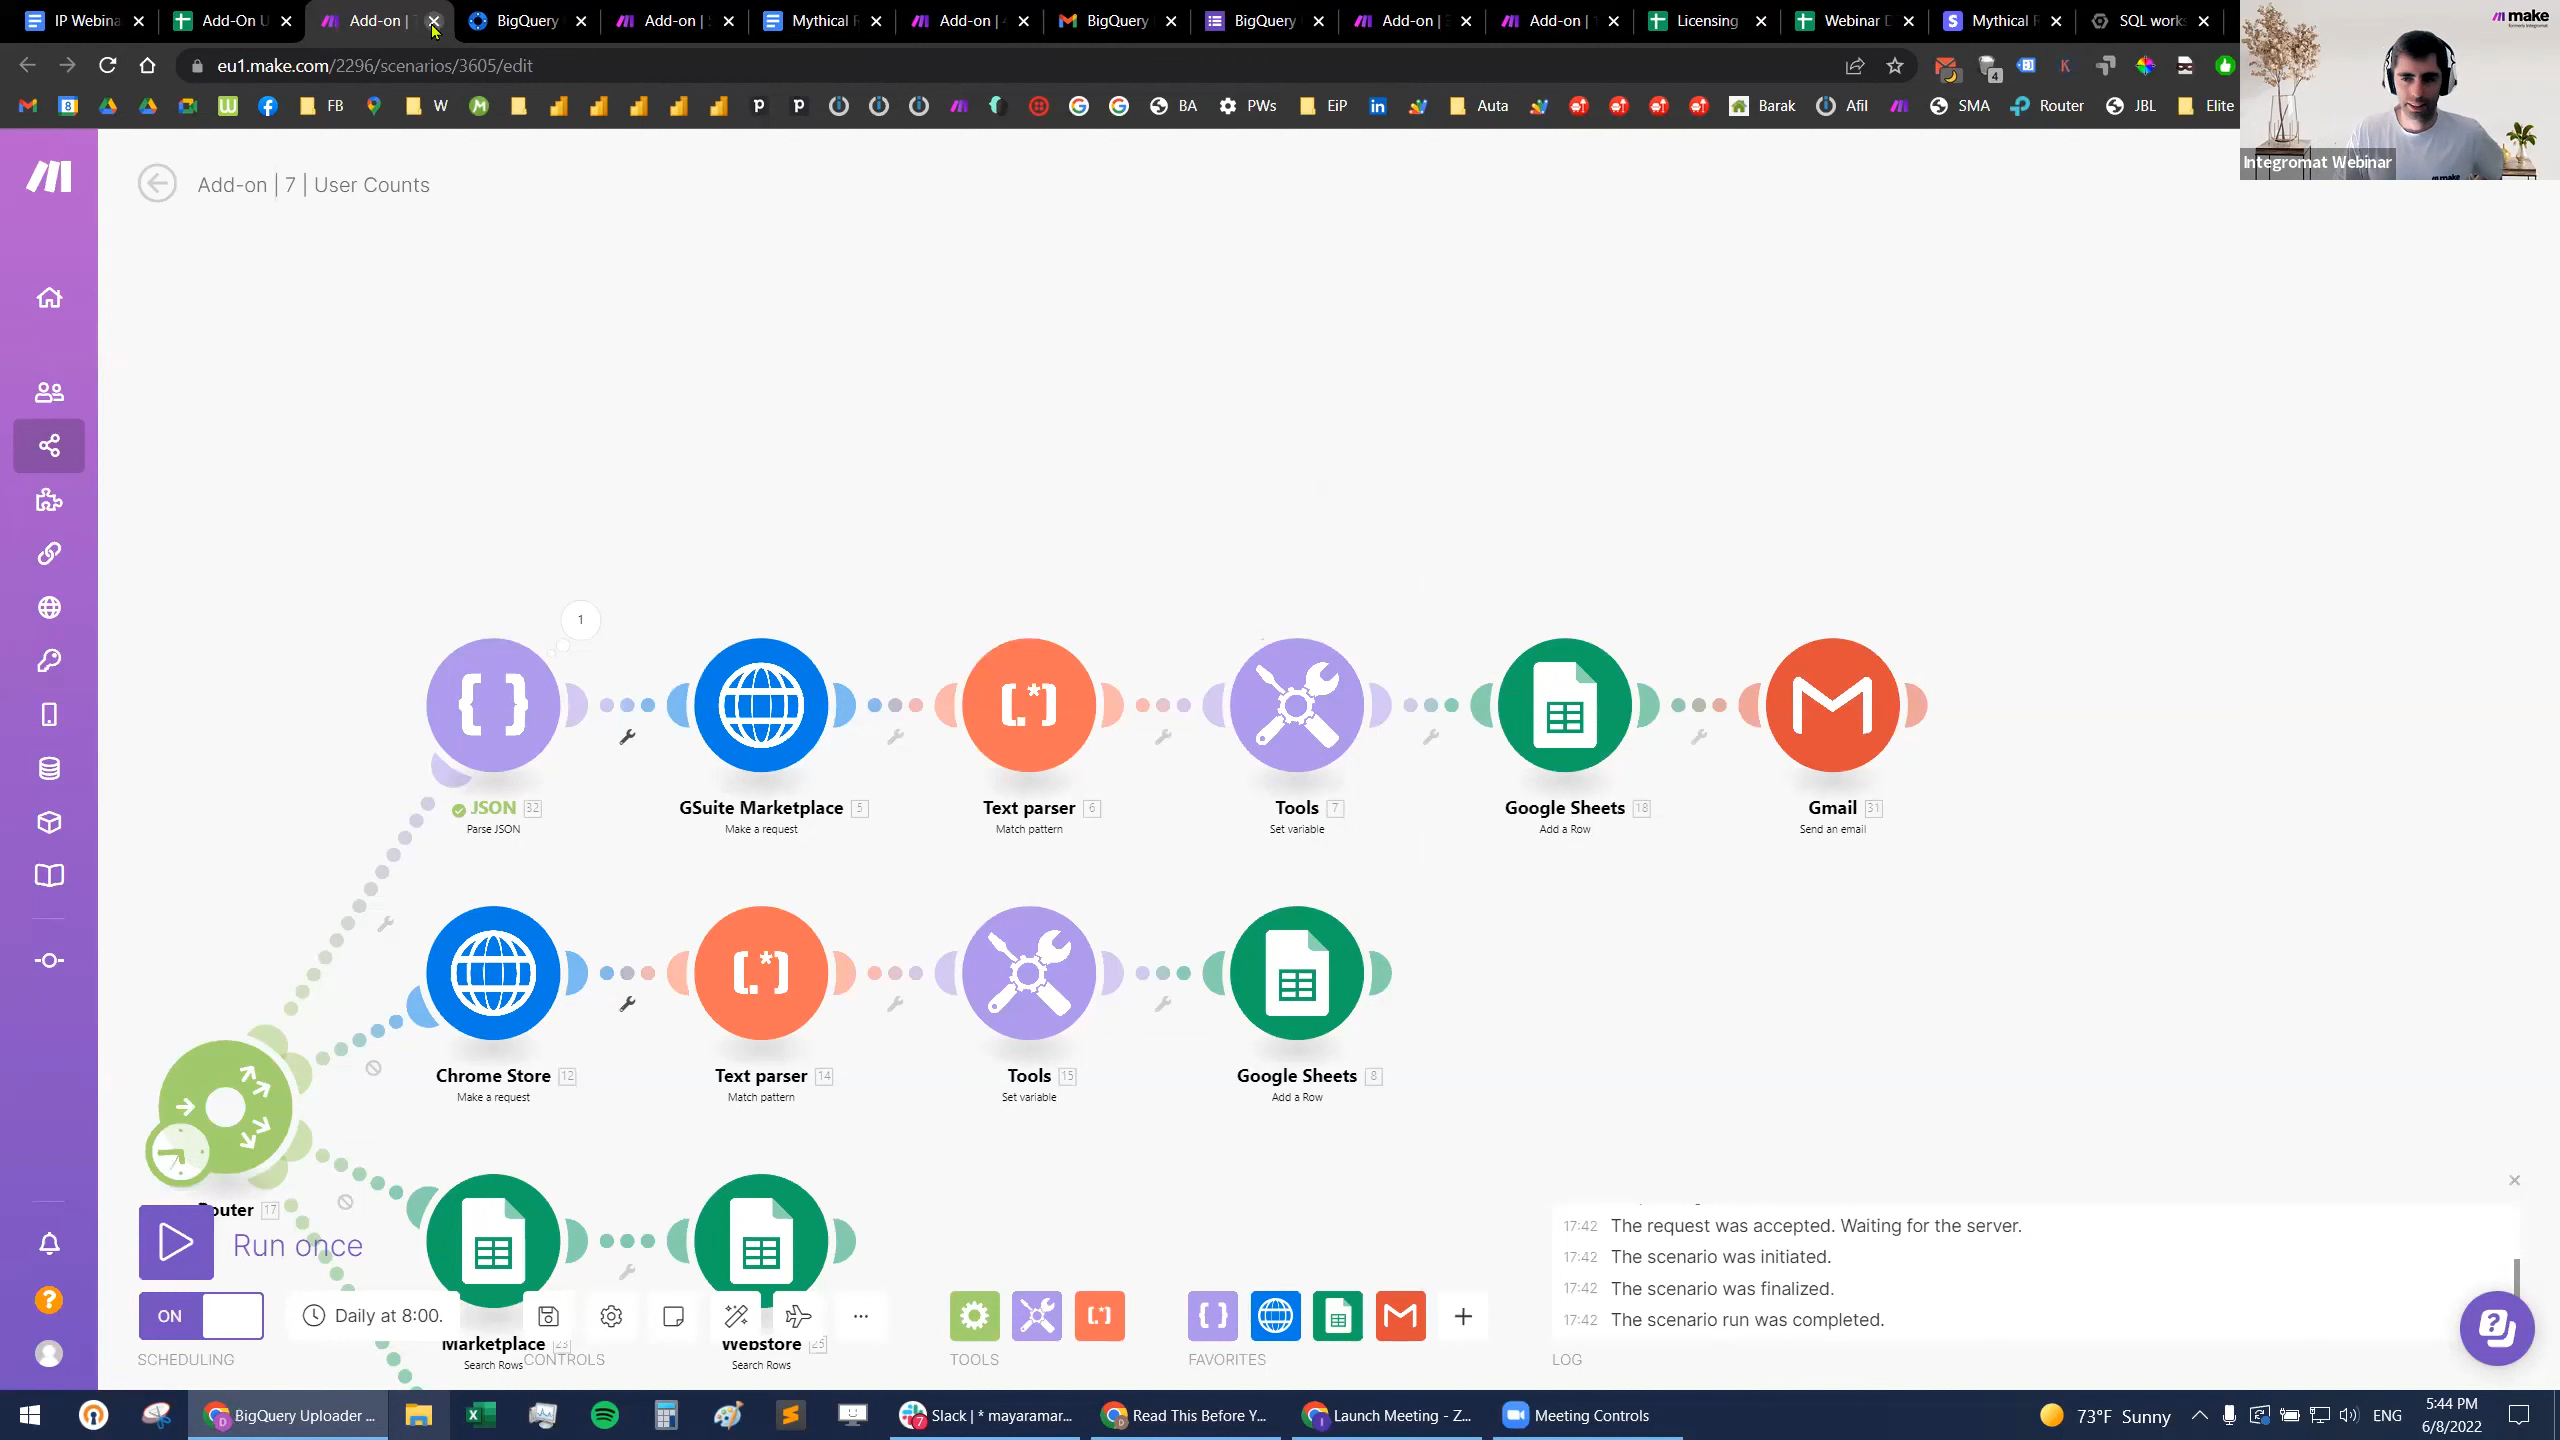 IP Webina
Add-On U
Add-on |
BigQuery
Add-on |
Mythical R
Add-on |
BigQuery
BigQuery
Add-on |
Add-on |
Licensing
Webinar D
Mythical R
SQL works
make
formerly Integromat
eu1.make.com/2296/scenarios/3605/edit
4
FB
W
BA
PWs
EiP
Auta
Barak
Afil
SMA
Router
JBL
Elite
Integromat Webinar
Add-on | 7 | User Counts
1
JSON 32
Parse JSON
GSuite Marketplace 5
Make a request
Text parser 6
Match pattern
Tools 7
Set variable
Google Sheets 18
Add a Row
Gmail 31
Send an email
Chrome Store 12
Make a request
Text parser 14
Match pattern
Tools 15
Set variable
Google Sheets 8
Add a Row
Router 17
Run once
ON
Daily at 8:00.
SCHEDULING
Marketplace 23
Search Rows
CONTROLS
Webstore 25
Search Rows
TOOLS
FAVORITES
17:42 The request was accepted. Waiting for the server.
17:42 The scenario was initiated.
17:42 The scenario was finalized.
17:42 The scenario run was completed.
LOG
BigQuery Uploader ...
7
Slack | * mayaramar...
Read This Before Y...
Launch Meeting - Z...
Meeting Controls
73°F Sunny
ENG
5:44 PM
6/8/2022